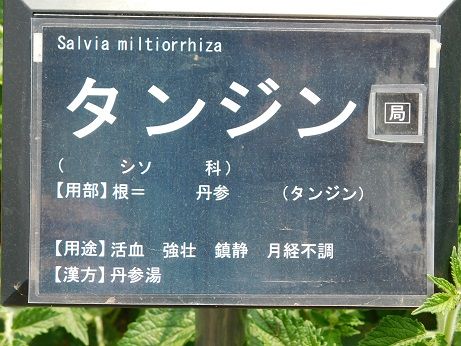 Salvia miltiorrhiza
タンジン 局
( シソ 科)
【用部】根＝ 丹参 (タンジン)
【用途】活血 強壮 鎮静 月経不調
【漢方】丹参湯